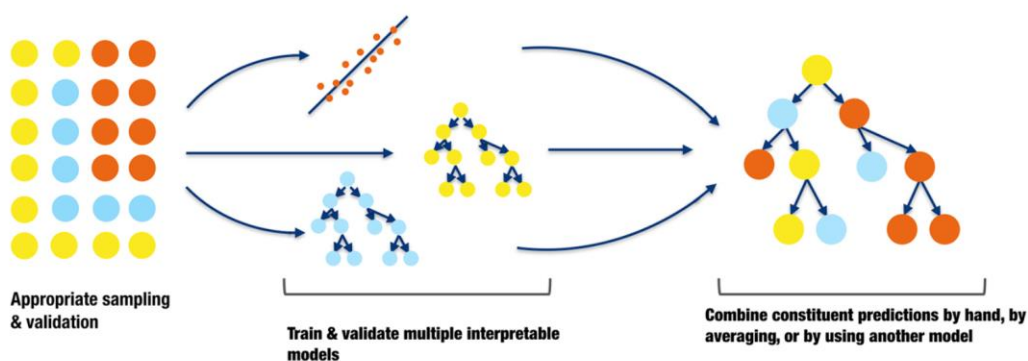 Appropriate sampling
& validation
Train & validate multiple interpretable
models
Combine constituent predictions by hand, by
averaging, or by using another model